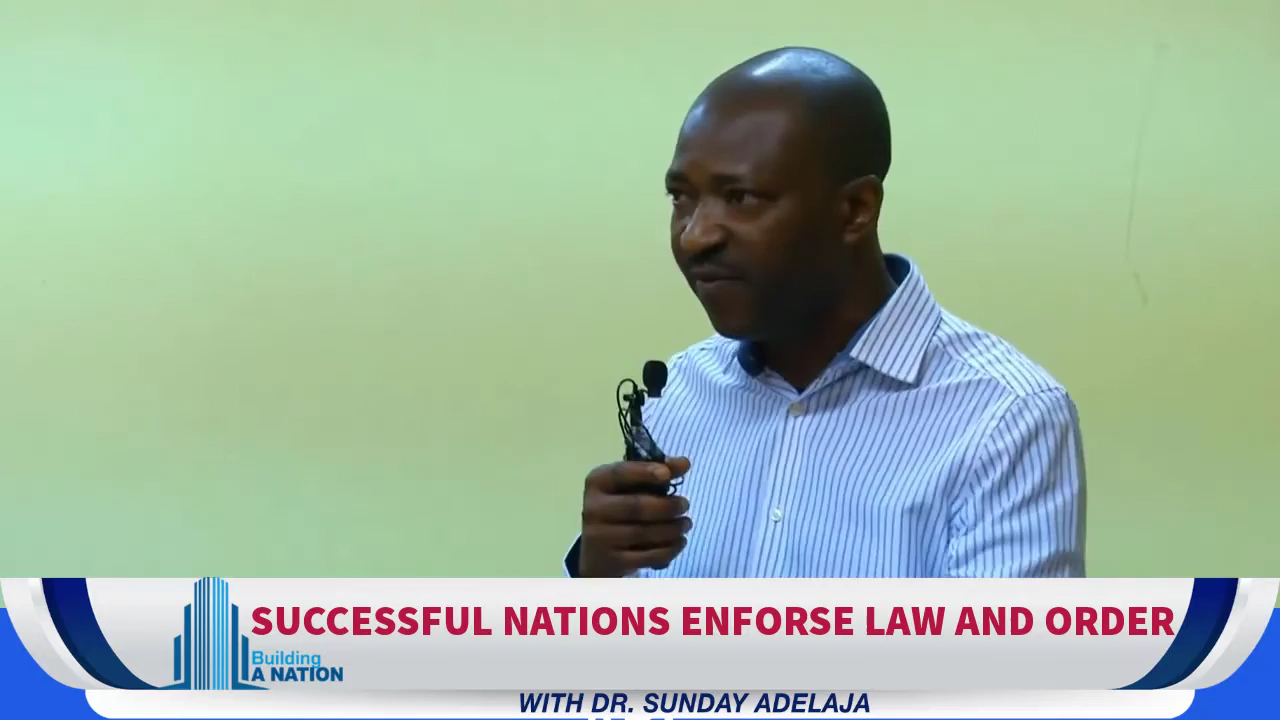 SUCCESSFUL NATIONS ENFORSE LAW AND ORDER
Building
A NATION
WITH DR. SUNDAY ADELAJA